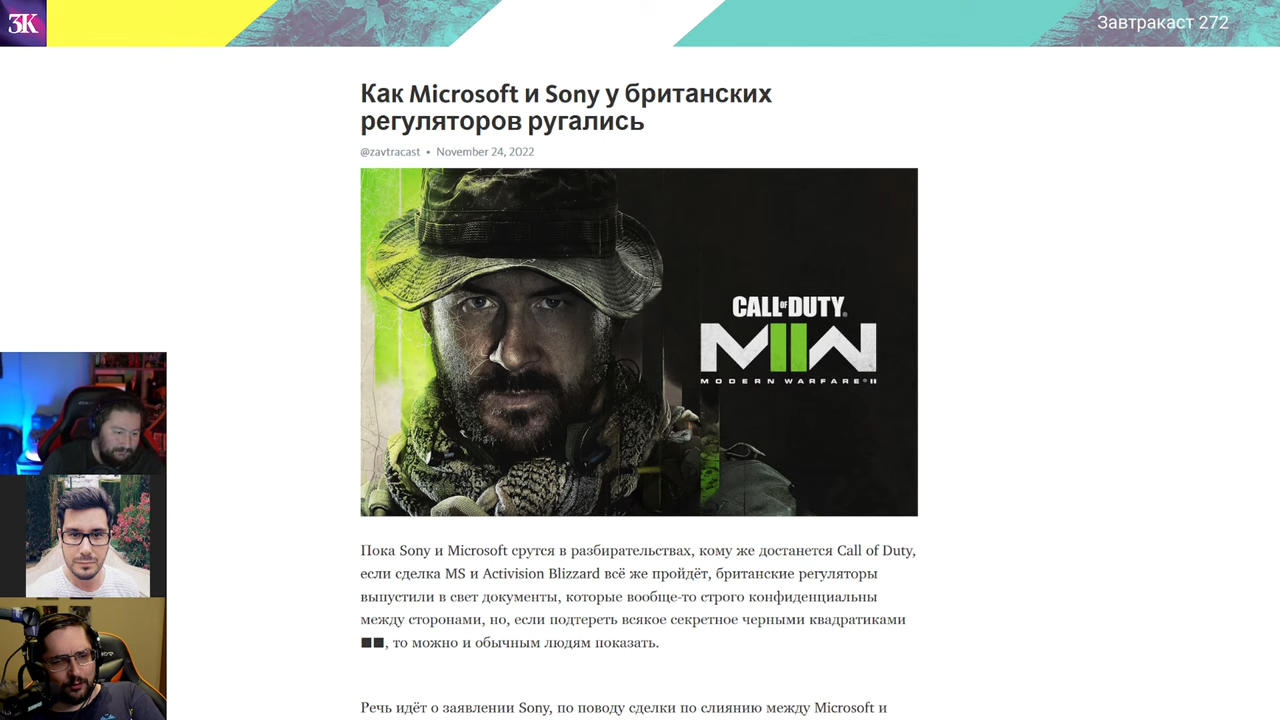 ЗК
Завтракаст 272
Как Microsoft и Sony у британских
регуляторов ругались
@zavtracast • November 24, 2022
CALL OF DUTY®
MIIW
MODERN WARFARE® II
Пока Sony и Microsoft срутся в разбирательствах, кому же достанется Call of Duty,
если сделка MS и Activision Blizzard всё же пройдёт, британские регуляторы
выпустили в свет документы, которые вообще-то строго конфиденциальны
между сторонами, но, если подтереть всякое секретное черными квадратиками
■■, то можно и обычным людям показать.
Речь идёт о заявлении Sony, по поводу сделки по слиянию между Microsoft и